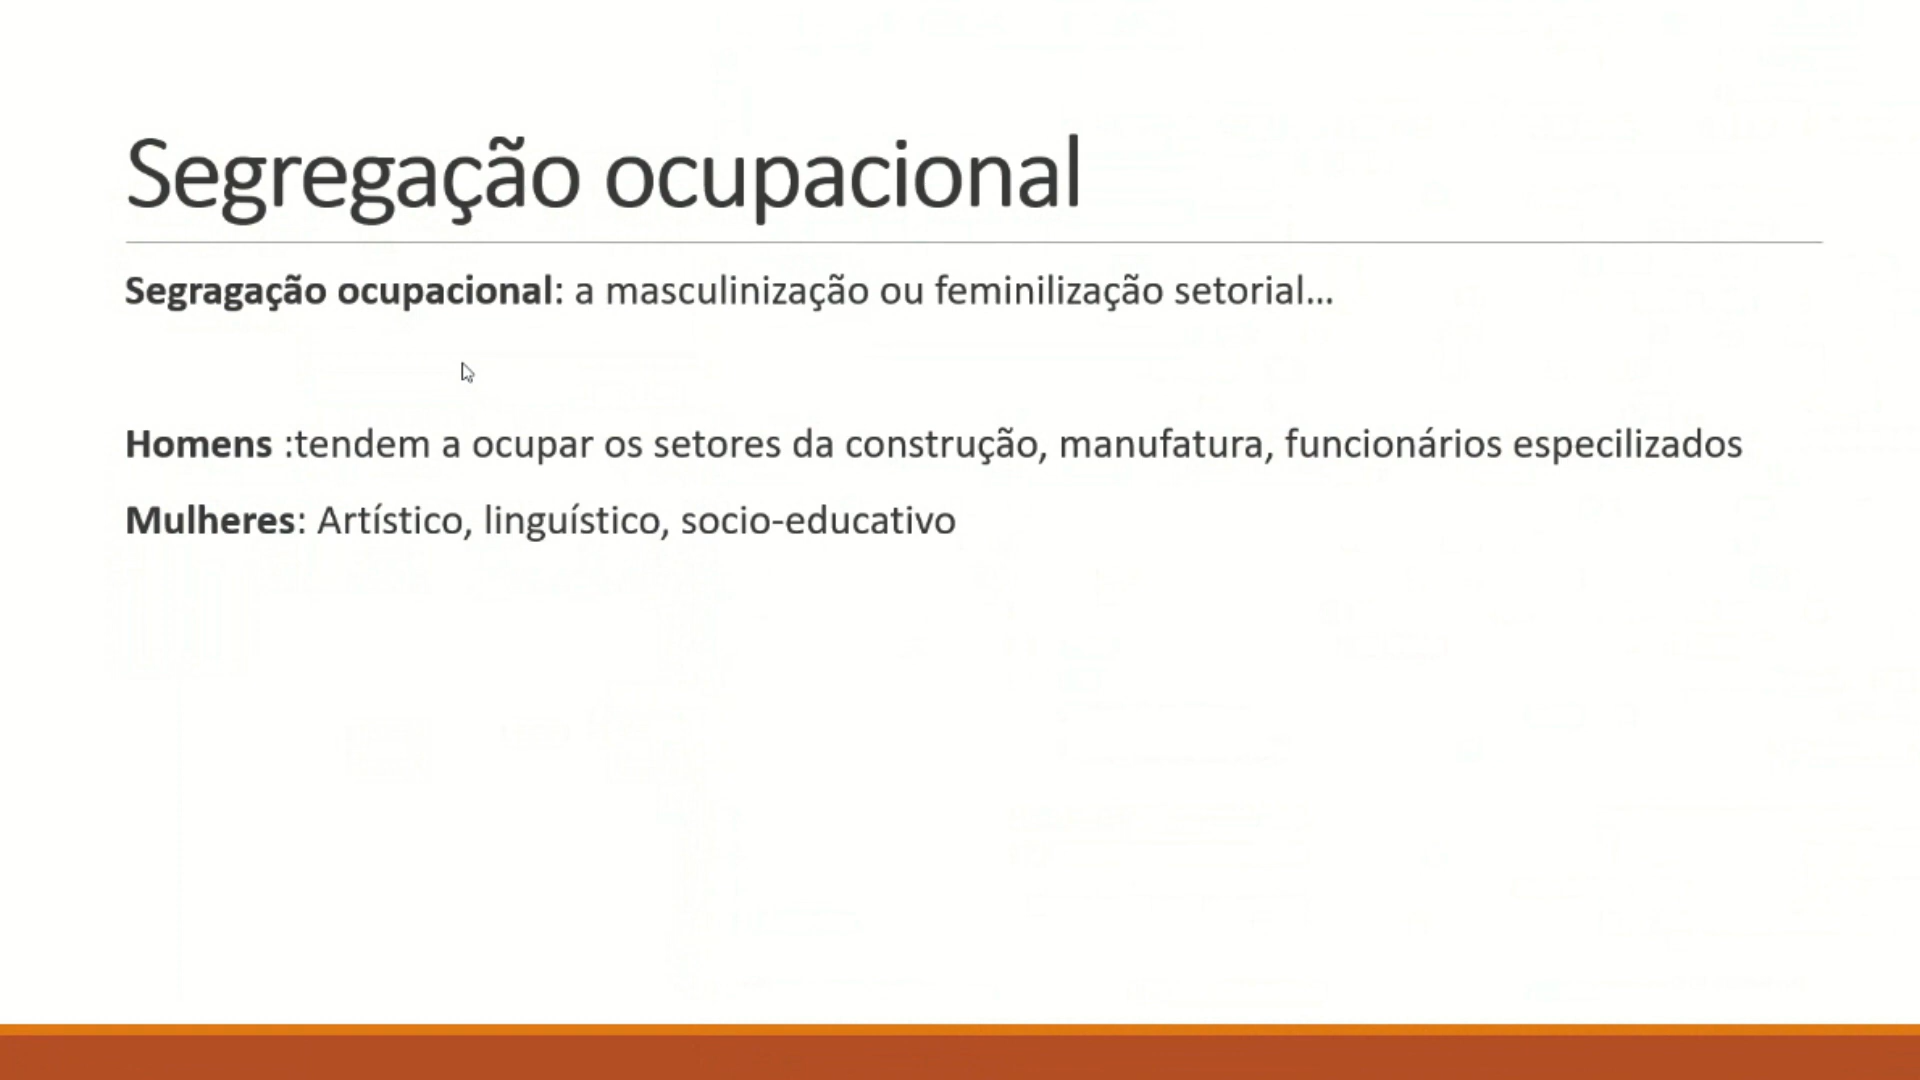 Segregação ocupacional
Segragação ocupacional: a masculinização ou feminilização setorial...
Homens :tendem a ocupar os setores da construção, manufatura, funcionários especilizados
Mulheres: Artístico, linguístico, socio-educativo